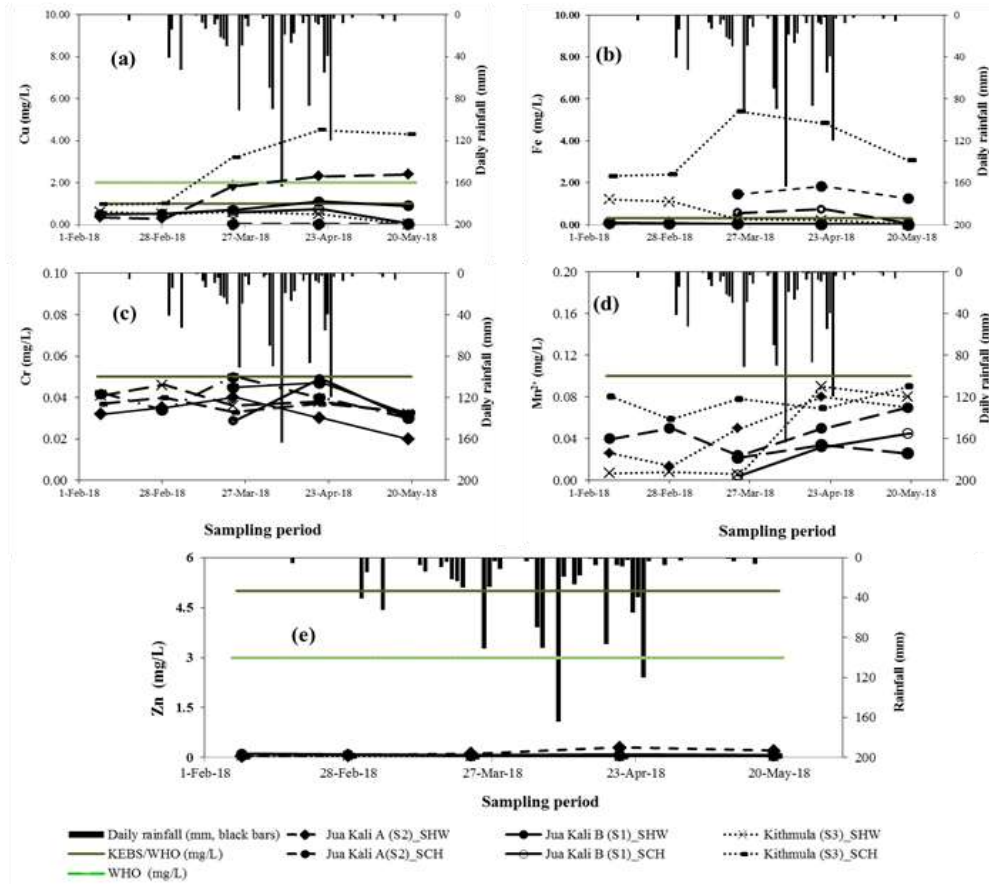 (a)
Cu (mg/L)
10.00
8.00
6.00
4.00
2.00
0.00
1-Feb-18 28-Feb-18 27-Mar-18 23-Apr-18 20-May-18
0
40
80
120
160
200
Daily rainfall (mm)
(b)
Fe (mg/L)
10.00
8.00
6.00
4.00
2.00
0.00
1-Feb-18 28-Feb-18 27-Mar-18 23-Apr-18 20-May-18
0
40
80
120
160
200
Daily rainfall (mm)
(c)
Cr (mg/L)
0.10
0.08
0.06
0.04
0.02
0.00
1-Feb-18 28-Feb-18 27-Mar-18 23-Apr-18 20-May-18
0
40
80
120
160
200
Daily rainfall (mm)
Sampling period
(d)
Mn²⁺ (mg/L)
0.20
0.16
0.12
0.08
0.04
0.00
1-Feb-18 28-Feb-18 27-Mar-18 23-Apr-18 20-May-18
0
40
80
120
160
200
Daily rainfall (mm)
Sampling period
(e)
Zn (mg/L)
6
4.5
3
1.5
0
1-Feb-18 28-Feb-18 27-Mar-18 23-Apr-18 20-May-18
0
40
80
120
160
200
Rainfall (mm)
Sampling period
Daily rainfall (mm, black bars) Jua Kali A (S2)_SHW Jua Kali B (S1)_SHW Kithmula (S3)_SHW
KEBS/WHO (mg/L) Jua Kali A(S2)_SCH Jua Kali B (S1)_SCH Kithmula (S3)_SCH
WHO (mg/L)